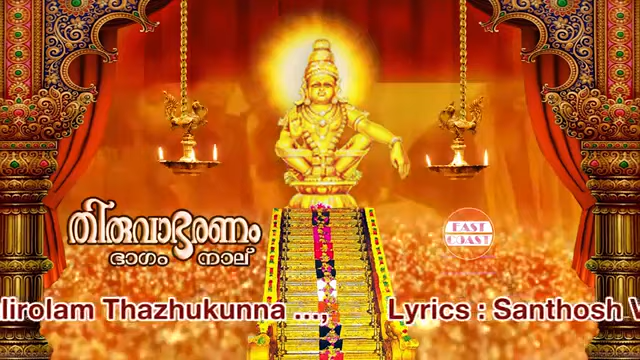 തിരുവാഭരണം
ഭാഗം നാല്
EAST
COAST
lirolam Thazhukunna ...., Lyrics : Santhosh V